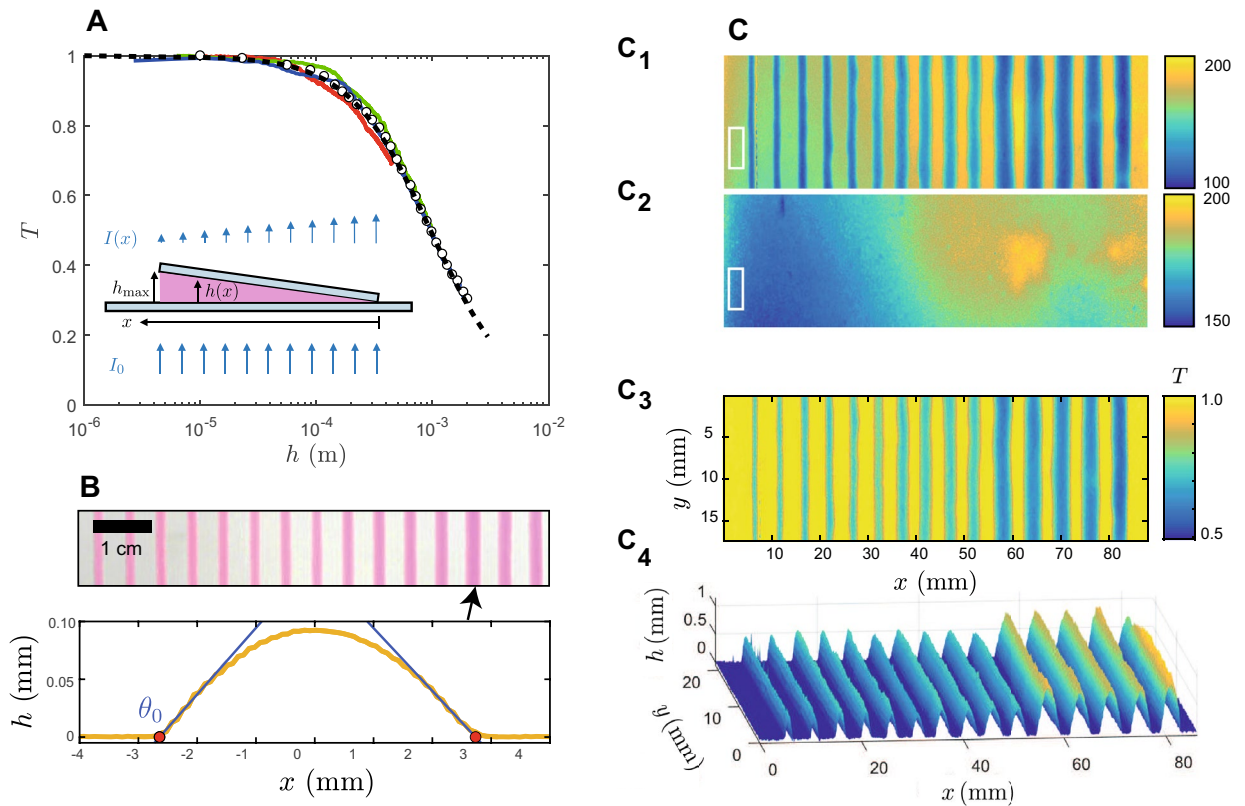 A
T
1
0.8
0.6
0.4
0.2
0
10^-6 10^-5 10^-4 10^-3 10^-2
h (m)
I(x)
h_max
h(x)
x
I_0
B
1 cm
h (mm)
0.10
0.05
0
θ_0
-4 -3 -2 -1 0 1 2 3 4
x (mm)
C
C_1
200
100
C_2
200
150
C_3
T
1.0
0.5
y (mm)
5
10
15
10 20 30 40 50 60 70 80
x (mm)
C_4
h (mm)
1
0.5
0
20
10
0
y (mm)
0 20 40 60 80
x (mm)